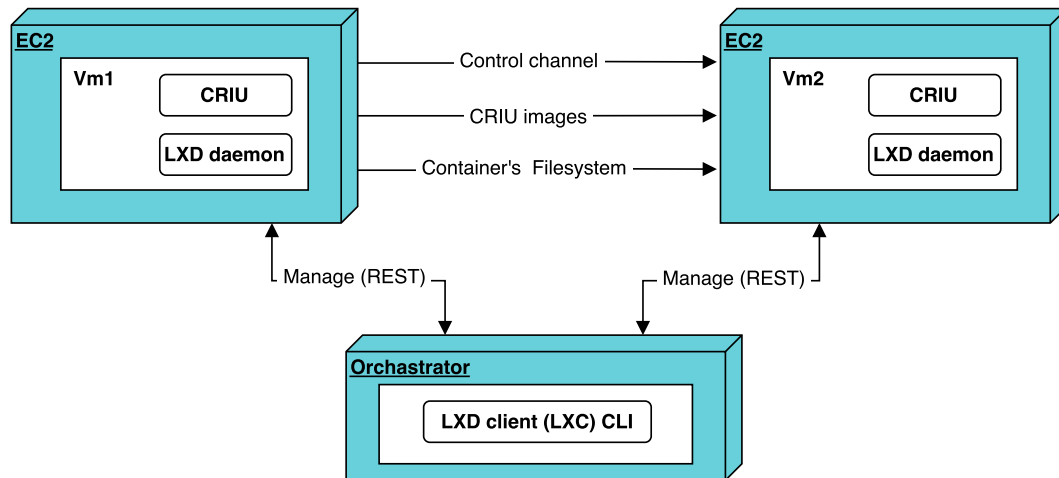 EC2
Vm1
CRIU
LXD daemon
Control channel
CRIU images
Container's Filesystem
EC2
Vm2
CRIU
LXD daemon
Manage (REST)
Manage (REST)
Orchastrator
LXD client (LXC) CLI